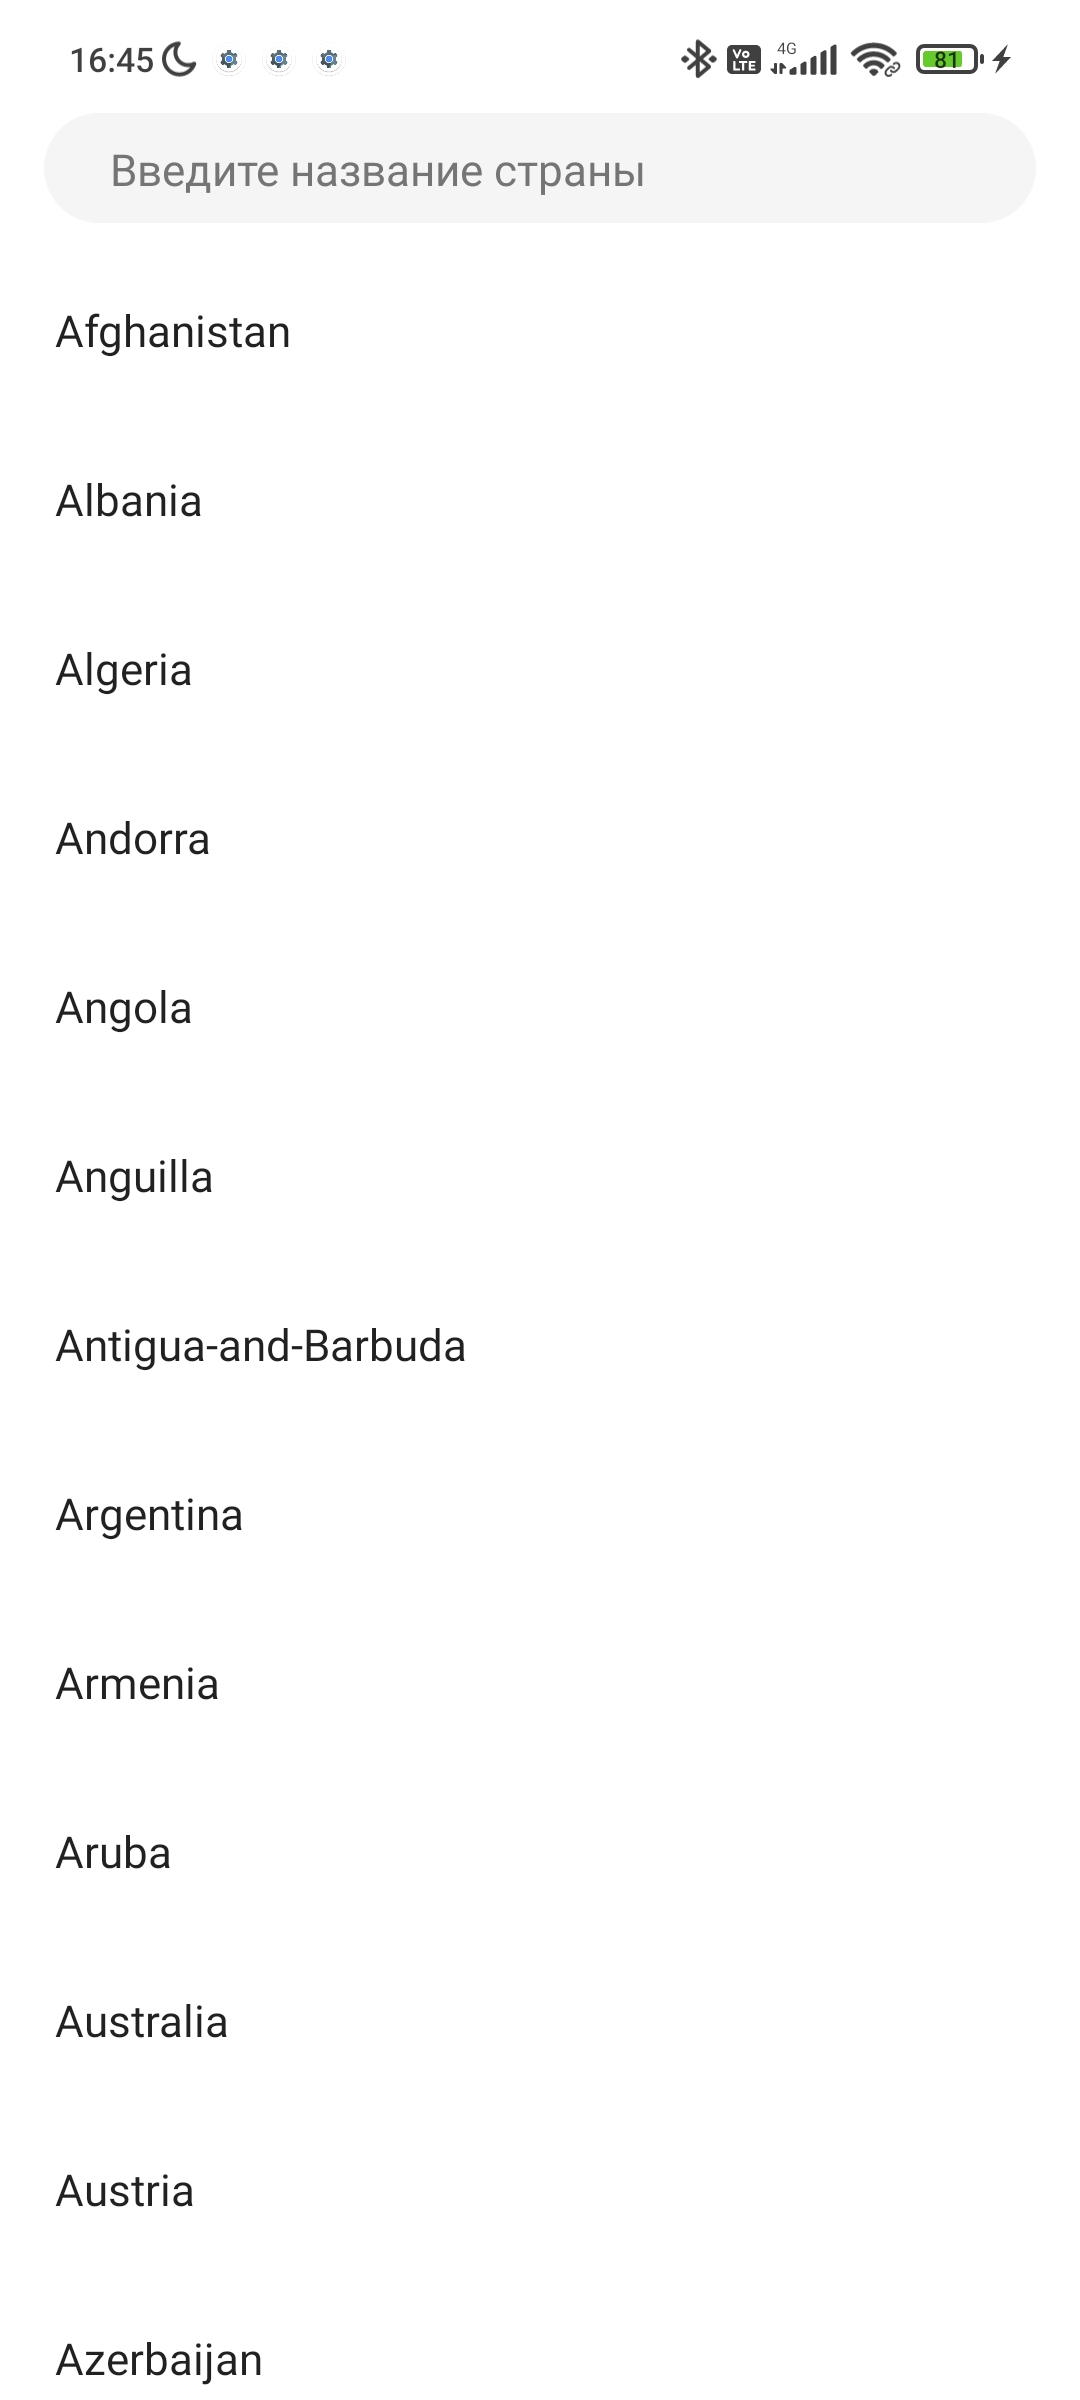 16:45
Vo LTE
4G
81
Введите название страны
Afghanistan
Albania
Algeria
Andorra
Angola
Anguilla
Antigua-and-Barbuda
Argentina
Armenia
Aruba
Australia
Austria
Azerbaijan